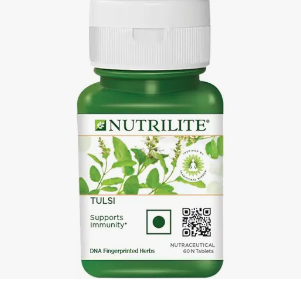 NUTRILITE®
TULSI
Supports
Immunity*
NUTRACEUTICAL
DNA Fingerprinted Herbs
60 N Tablets